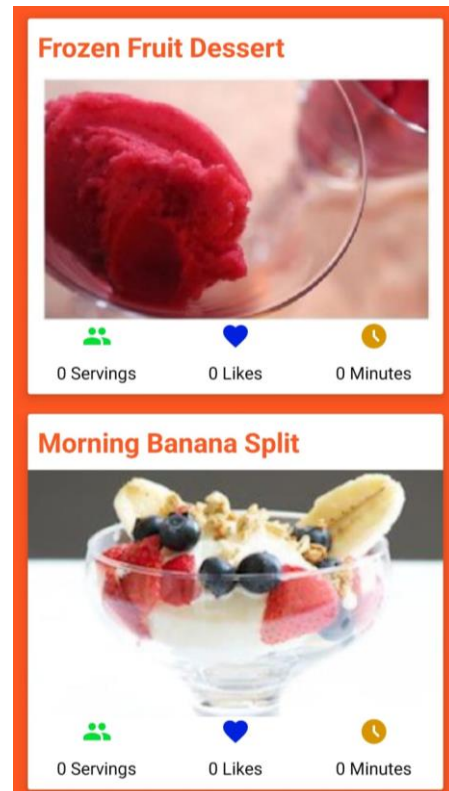 Frozen Fruit Dessert
0 Servings 0 Likes 0 Minutes
Morning Banana Split
0 Servings 0 Likes 0 Minutes